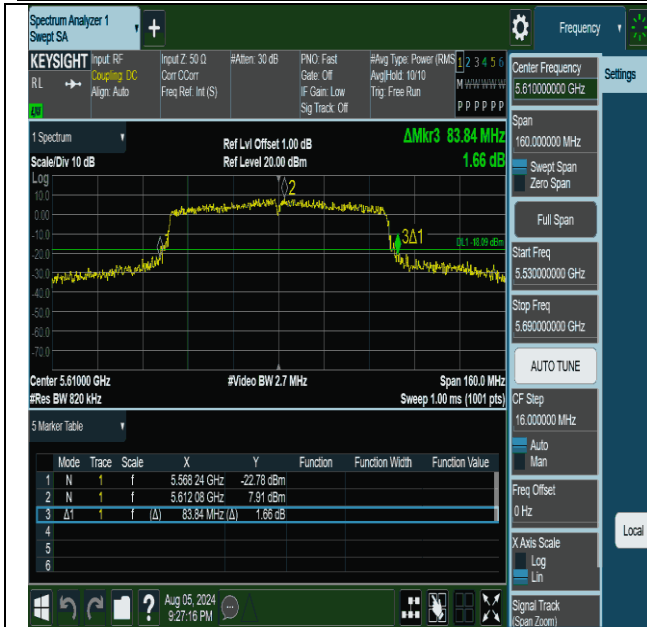 Spectrum Analyzer 1
Swept SA
+
Frequency
KEYSIGHT Input: RF Input Z: 50 Ω #Atten: 30 dB PNO: Fast #Avg Type: Power (RMS 1 2 3 4 5 6
RL Coupling: DC Corr CCorr Gate: Off Avg|Hold: 10/10 M W W W W W
Align: Auto Freq Ref: Int (S) IF Gain: Low Trig: Free Run
Sig Track: Off P P P P P P
1 Spectrum
Ref Lvl Offset 1.00 dB ΔMkr3 83.84 MHz
Scale/Div 10 dB Ref Level 20.00 dBm 1.66 dB
Log
10.0
0.00
-10.0
-20.0
-30.0
-40.0
-50.0
-60.0
-70.0
2
3Δ1
DL1 -18.09 dBm
Center 5.61000 GHz #Video BW 2.7 MHz Span 160.0 MHz
#Res BW 820 kHz Sweep 1.00 ms (1001 pts)
5 Marker Table
Mode Trace Scale X Y Function Function Width Function Value
1 N 1 f 5.568 24 GHz -22.78 dBm
2 N 1 f 5.612 08 GHz 7.91 dBm
3 Δ1 1 f (Δ) 83.84 MHz (Δ) 1.66 dB
4
5
6
?
Aug 05, 2024
9:27:16 PM
Center Frequency
5.610000000 GHz
Settings
Span
160.000000 MHz
Swept Span
Zero Span
Full Span
Start Freq
5.530000000 GHz
Stop Freq
5.690000000 GHz
AUTO TUNE
CF Step
16.000000 MHz
Auto
Man
Freq Offset
0 Hz
Local
X Axis Scale
Log
Lin
Signal Track
(Span Zoom)